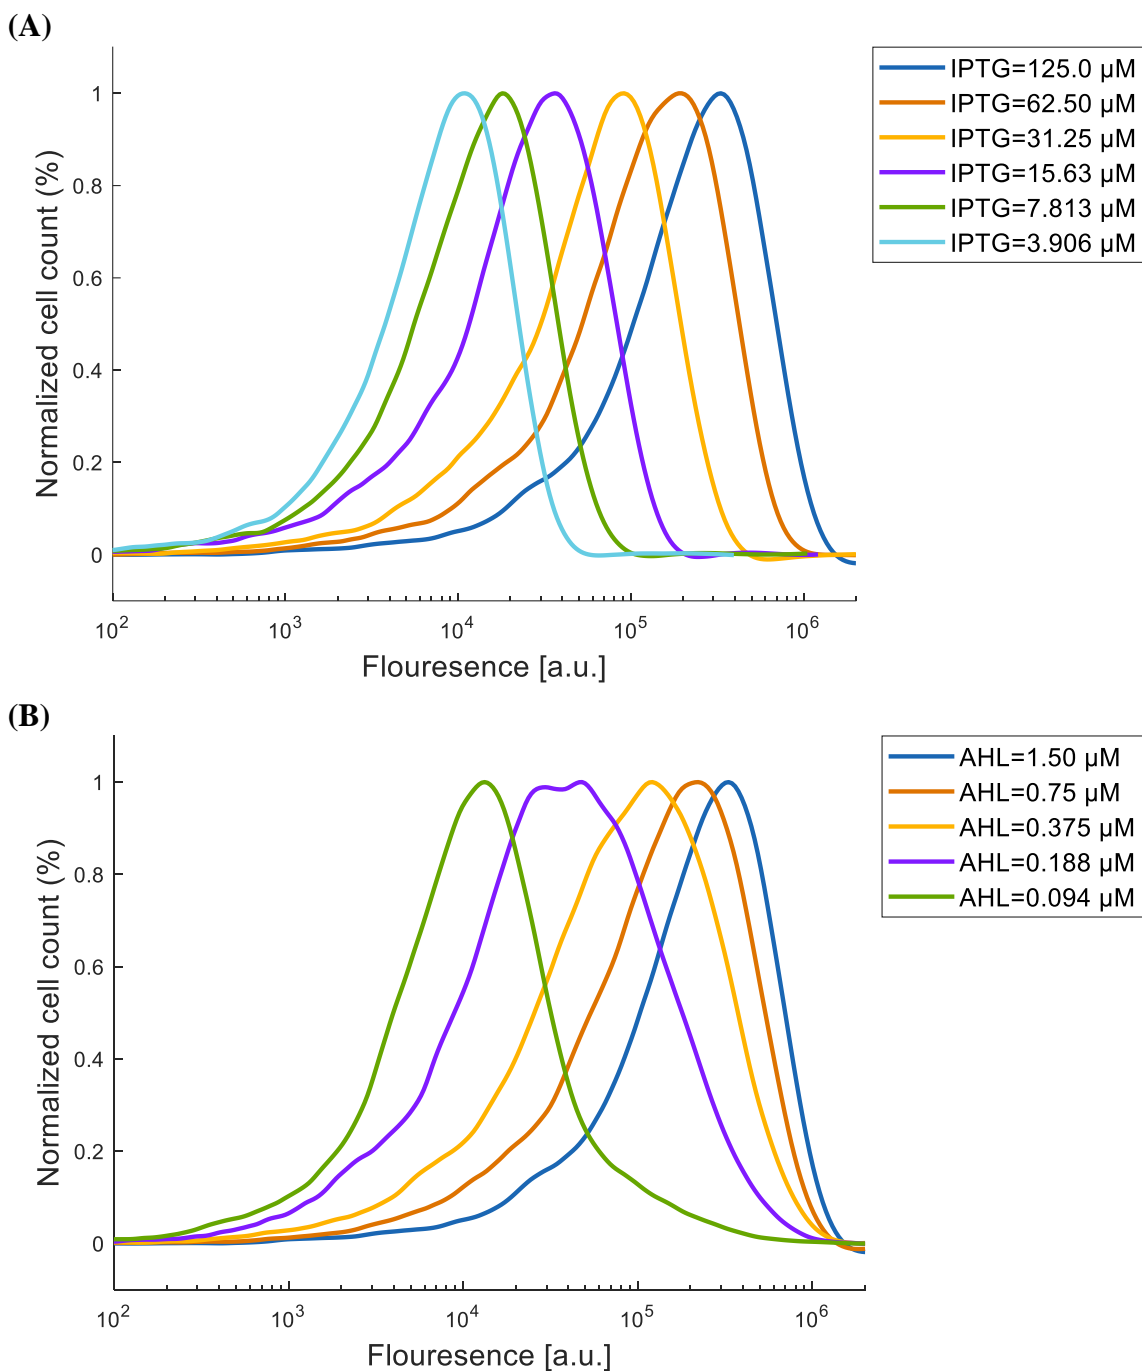 (A)
Normalized cell count (%)
1
0.8
0.6
0.4
0.2
0
10^2
10^3
10^4
10^5
10^6
Flouresence [a.u.]
IPTG=125.0 µM
IPTG=62.50 µM
IPTG=31.25 µM
IPTG=15.63 µM
IPTG=7.813 µM
IPTG=3.906 µM
(B)
Normalized cell count (%)
1
0.8
0.6
0.4
0.2
0
10^2
10^3
10^4
10^5
10^6
Flouresence [a.u.]
AHL=1.50 µM
AHL=0.75 µM
AHL=0.375 µM
AHL=0.188 µM
AHL=0.094 µM